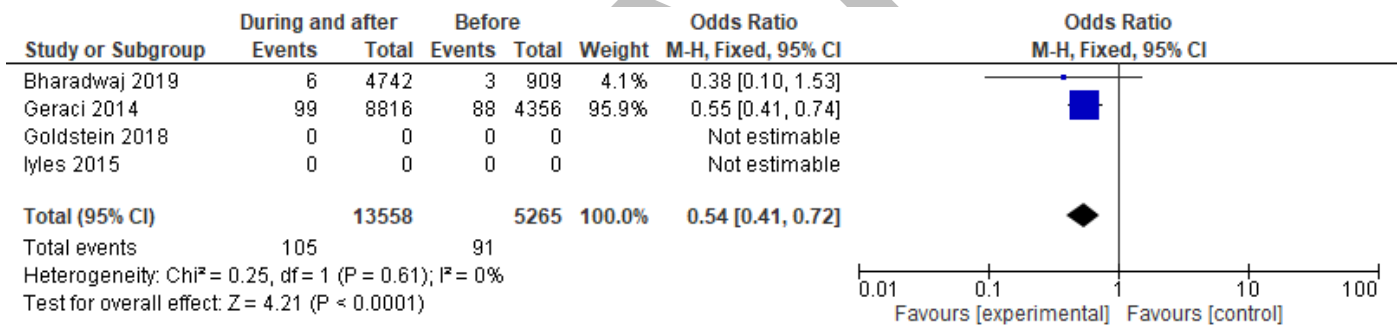 During and after Before Odds Ratio Odds Ratio
Study or Subgroup Events Total Events Total Weight M-H, Fixed, 95% CI M-H, Fixed, 95% CI
Bharadwaj 2019 6 4742 3 909 4.1% 0.38 [0.10, 1.53]
Geraci 2014 99 8816 88 4356 95.9% 0.55 [0.41, 0.74]
Goldstein 2018 0 0 0 0 Not estimable
Iyles 2015 0 0 0 0 Not estimable
Total (95% CI) 13558 5265 100.0% 0.54 [0.41, 0.72]
Total events 105 91
Heterogeneity: Chi² = 0.25, df = 1 (P = 0.61); I² = 0%
Test for overall effect: Z = 4.21 (P < 0.0001)
0.01 0.1 1 10 100
Favours [experimental] Favours [control]